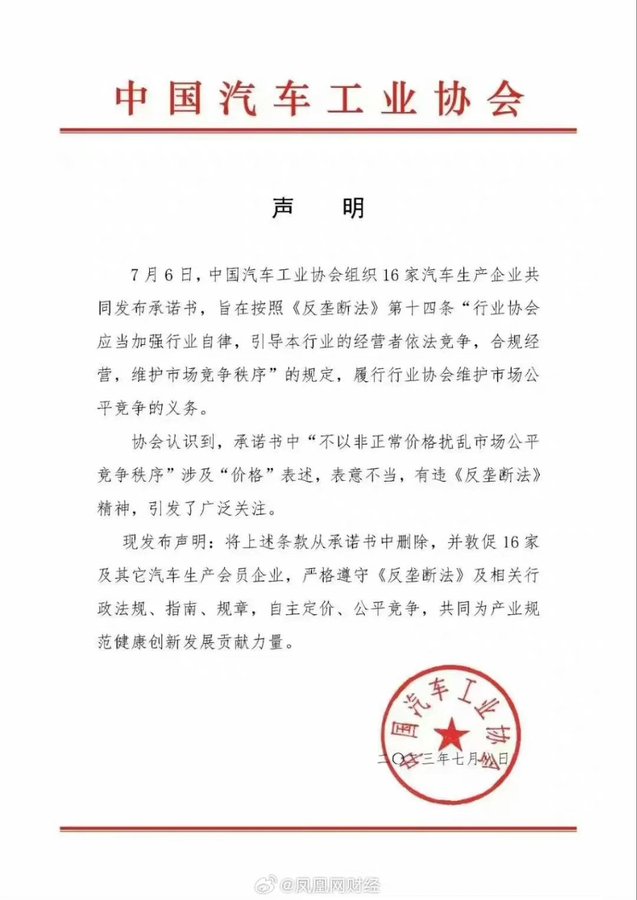 中国汽车工业协会
声 明
7月6日，中国汽车工业协会组织16家汽车生产企业共
同发布承诺书，旨在按照《反垄断法》第十四条“行业协会
应当加强行业自律，引导本行业的经营者依法竞争，合规经
营，维护市场竞争秩序”的规定，履行行业协会维护市场公
平竞争的义务。
协会认识到，承诺书中“不以非正常价格扰乱市场公平
竞争秩序”涉及“价格”表述，表意不当，有违《反垄断法》
精神，引发了广泛关注。
现发布声明：将上述条款从承诺书中删除，并敦促16家
及其它汽车生产会员企业，严格遵守《反垄断法》及相关行
政法规、指南、规章，自主定价、公平竞争，共同为产业规
范健康创新发展贡献力量。
中国汽车工业协会
二〇二三年七月 日
@凤凰网财经